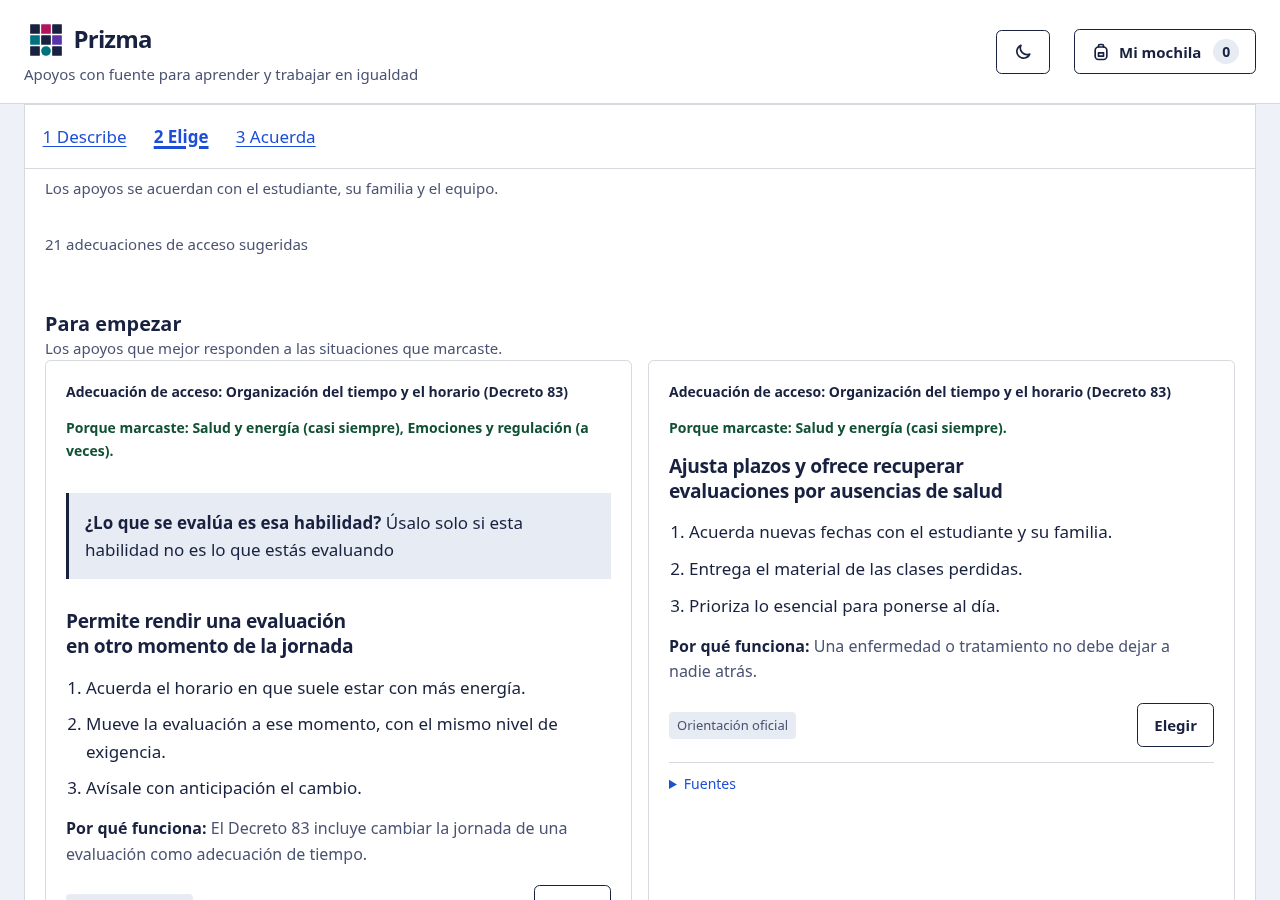 Prizma
Apoyos con fuente para aprender y trabajar en igualdad
Mi mochila 0
1 Describe 2 Elige 3 Acuerda
Los apoyos se acuerdan con el estudiante, su familia y el equipo.
21 adecuaciones de acceso sugeridas
Para empezar
Los apoyos que mejor responden a las situaciones que marcaste.
Adecuación de acceso: Organización del tiempo y el horario (Decreto 83)
Porque marcaste: Salud y energía (casi siempre), Emociones y regulación (a
veces).
¿Lo que se evalúa es esa habilidad? Úsalo solo si esta
habilidad no es lo que estás evaluando
Permite rendir una evaluación
en otro momento de la jornada
1. Acuerda el horario en que suele estar con más energía.
2. Mueve la evaluación a ese momento, con el mismo nivel de
exigencia.
3. Avísale con anticipación el cambio.
Por qué funciona: El Decreto 83 incluye cambiar la jornada de una
evaluación como adecuación de tiempo.
Adecuación de acceso: Organización del tiempo y el horario (Decreto 83)
Porque marcaste: Salud y energía (casi siempre).
Ajusta plazos y ofrece recuperar
evaluaciones por ausencias de salud
1. Acuerda nuevas fechas con el estudiante y su familia.
2. Entrega el material de las clases perdidas.
3. Prioriza lo esencial para ponerse al día.
Por qué funciona: Una enfermedad o tratamiento no debe dejar a
nadie atrás.
Orientación oficial
Elegir
Fuentes